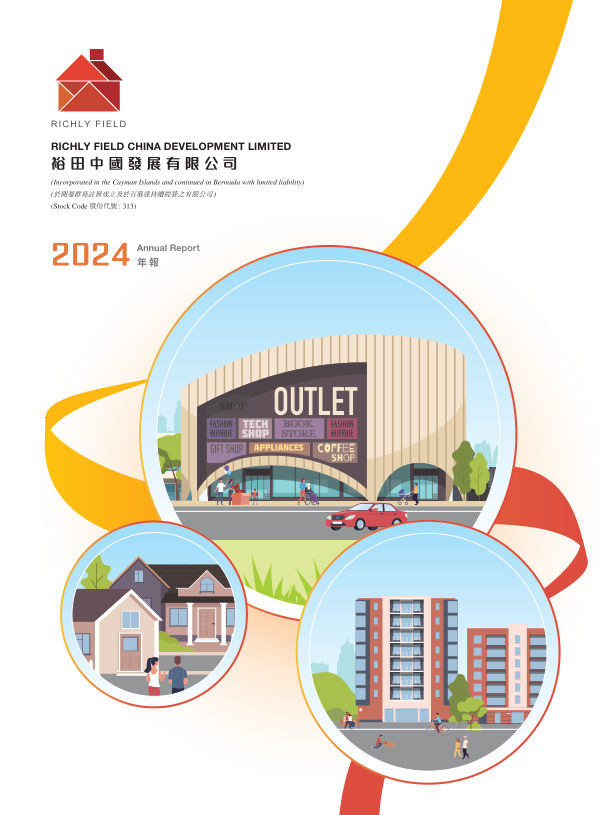 RICHLY FIELD
RICHLY FIELD CHINA DEVELOPMENT LIMITED
裕田中國發展有限公司
(Incorporated in the Cayman Islands and continued in Bermuda with limited liability)
(於開曼群島註冊成立及於百慕達持續經營之有限公司)
(Stock Code 股份代號 : 313)
2024 Annual Report
年報
SHOP
OUTLET
FASHION BUTIQUE TECH SHOP BOOK STORE FASHION BUTIQUE
GIFT SHOP APPLIANCES COFFEE SHOP